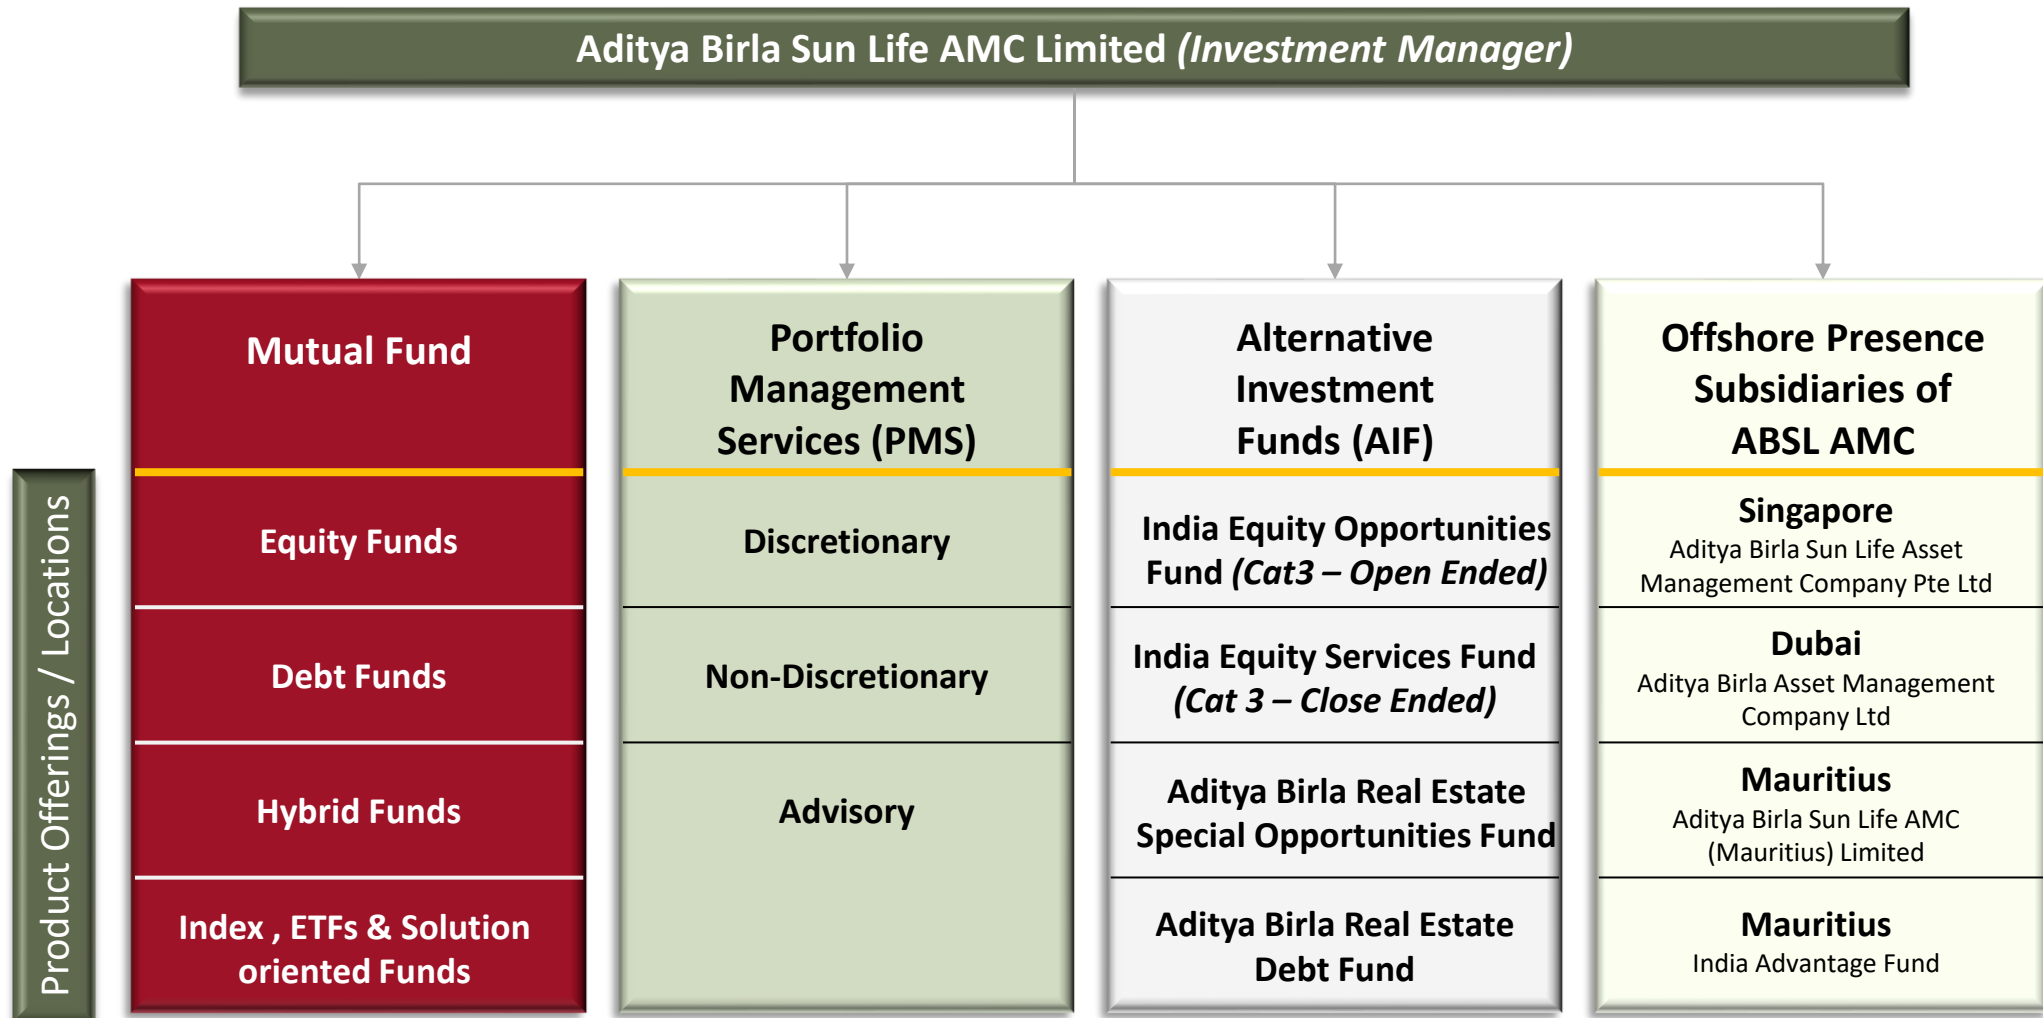 Aditya Birla Sun Life AMC Limited (Investment Manager)
Mutual Fund
Portfolio
Management
Services (PMS)
Alternative
Investment
Funds (AIF)
Offshore Presence
Subsidiaries of
ABSL AMC
Product Offerings / Locations
Equity Funds
Discretionary
India Equity Opportunities
Fund (Cat3 – Open Ended)
Singapore
Aditya Birla Sun Life Asset
Management Company Pte Ltd
Debt Funds
Non-Discretionary
India Equity Services Fund
(Cat 3 – Close Ended)
Dubai
Aditya Birla Asset Management
Company Ltd
Hybrid Funds
Advisory
Aditya Birla Real Estate
Special Opportunities Fund
Mauritius
Aditya Birla Sun Life AMC
(Mauritius) Limited
Index , ETFs & Solution
oriented Funds
Aditya Birla Real Estate
Debt Fund
Mauritius
India Advantage Fund